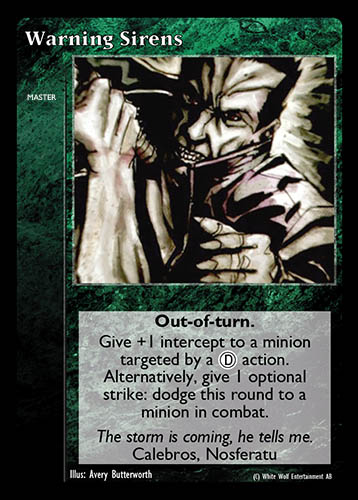 Warning Sirens
MASTER
Out-of-turn.
Give +1 intercept to a minion
targeted by a Ⓓ action.
Alternatively, give 1 optional
strike: dodge this round to a
minion in combat.
The storm is coming, he tells me.
Calebros, Nosferatu
Illus: Avery Butterworth
(C) White Wolf Entertainment AB